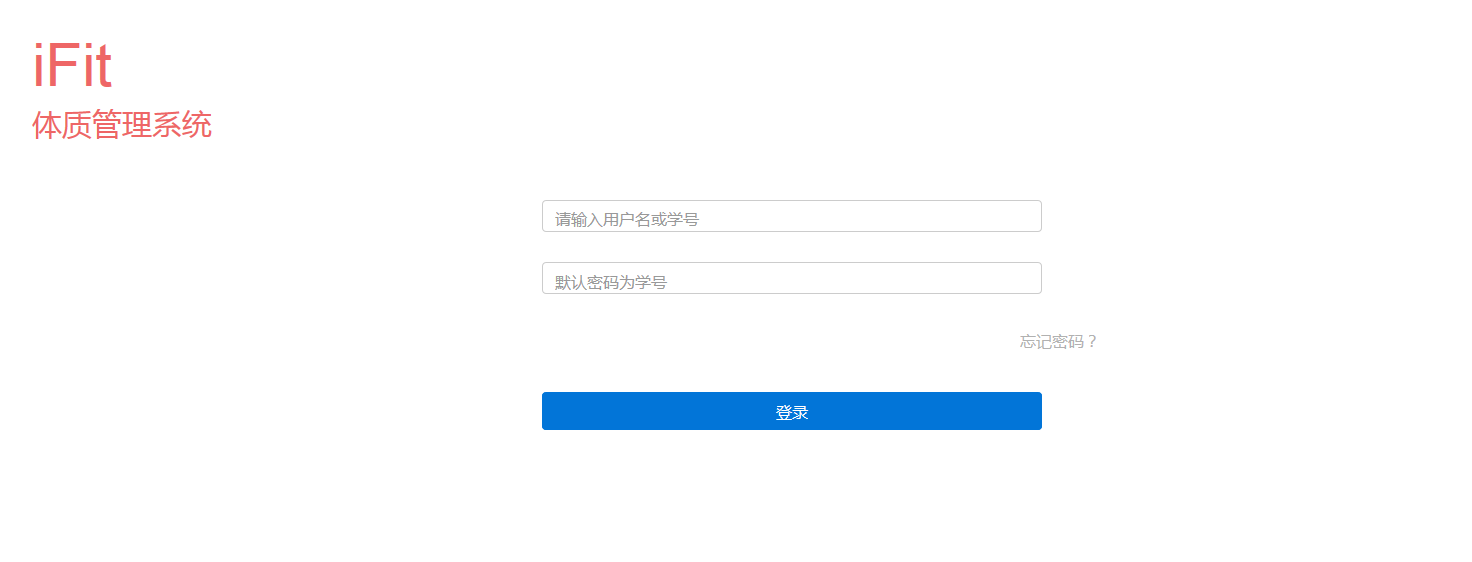 iFit
体质管理系统
请输入用户名或学号
默认密码为学号
忘记密码？
登录